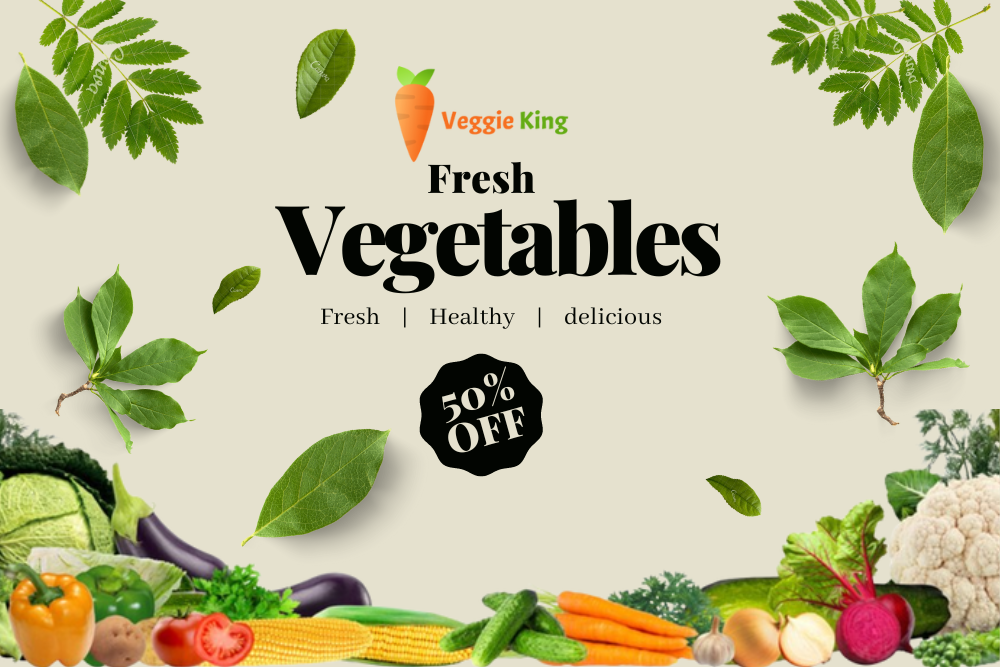 Veggie King
Fresh
Vegetables
Fresh | Healthy | delicious
50%
OFF